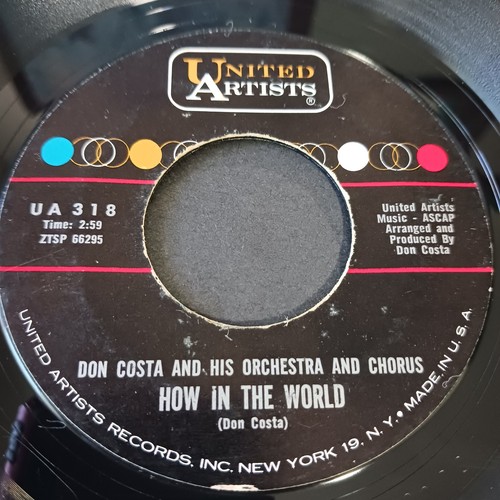 UNITED
ARTISTS®
UA 318
Time: 2:59
ZTSP 66295
United Artists
Music - ASCAP
Arranged and
Produced By
Don Costa
DON COSTA AND HIS ORCHESTRA AND CHORUS
HOW IN THE WORLD
(Don Costa)
UNITED ARTISTS RECORDS, INC. NEW YORK 19, N.Y. • MADE IN U.S.A.